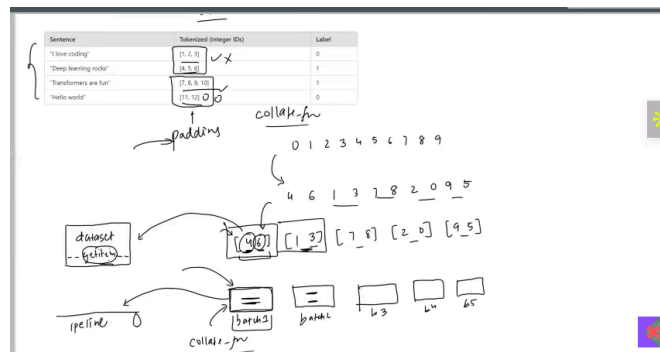 Sentence Tokenized (Integer IDs) Label
"I love coding" [1, 2, 3] 0
"Deep learning rocks" [4, 5, 6] 1
"Transformers are fun" [7, 8, 9, 10] 1
"Hello world" [11, 12] 0 0 0
padding
collate-fn
0 1 2 3 4 5 6 7 8 9
4 6 1 3 7 8 2 0 9 5
dataset
--getitem--
[4 6] [1 3] [7 8] [2 0] [9 5]
batch1 batch2 b3 b4 b5
ipeline
collate-fn